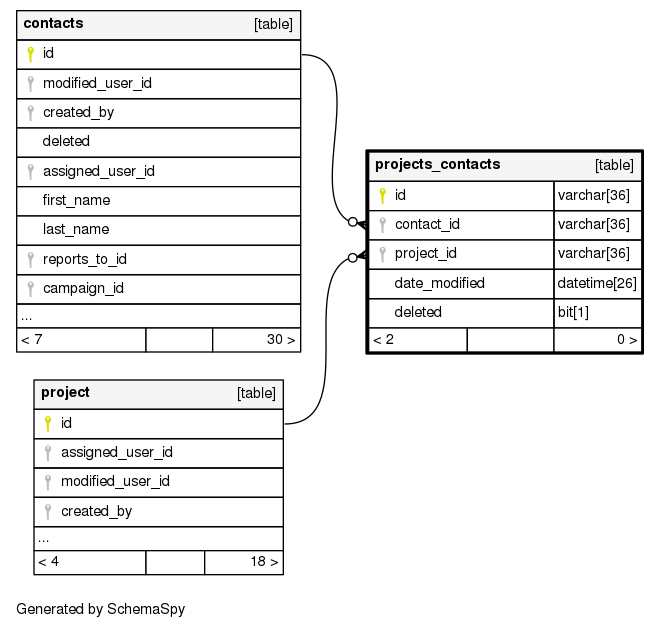 contacts [table]
id
modified_user_id
created_by
deleted
assigned_user_id
first_name
last_name
reports_to_id
campaign_id
...
< 7 30 >
projects_contacts [table]
id varchar[36]
contact_id varchar[36]
project_id varchar[36]
date_modified datetime[26]
deleted bit[1]
< 2 0 >
project [table]
id
assigned_user_id
modified_user_id
created_by
...
< 4 18 >
Generated by SchemaSpy